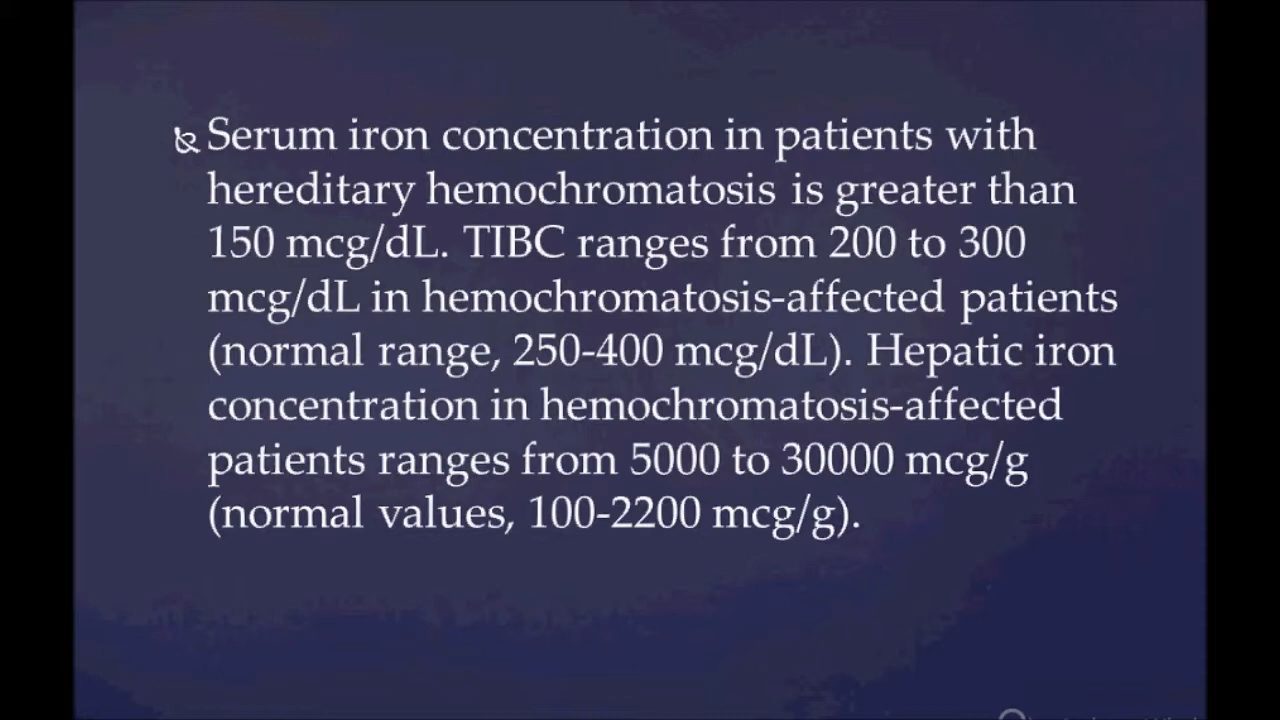 Serum iron concentration in patients with
hereditary hemochromatosis is greater than
150 mcg/dL. TIBC ranges from 200 to 300
mcg/dL in hemochromatosis-affected patients
(normal range, 250-400 mcg/dL). Hepatic iron
concentration in hemochromatosis-affected
patients ranges from 5000 to 30000 mcg/g
(normal values, 100-2200 mcg/g).